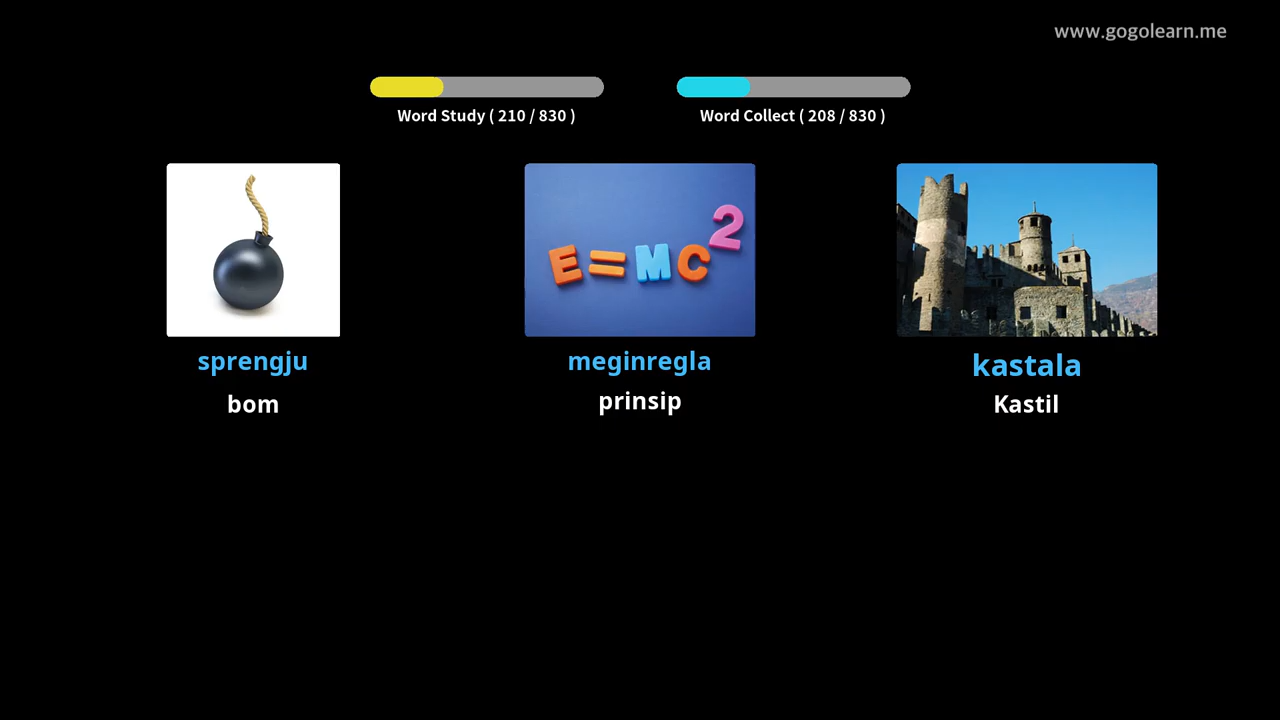 www.gogolearn.me
Word Study ( 210 / 830 )
Word Collect ( 208 / 830 )
E=MC2
sprengju
meginregla
kastala
bom
prinsip
Kastil